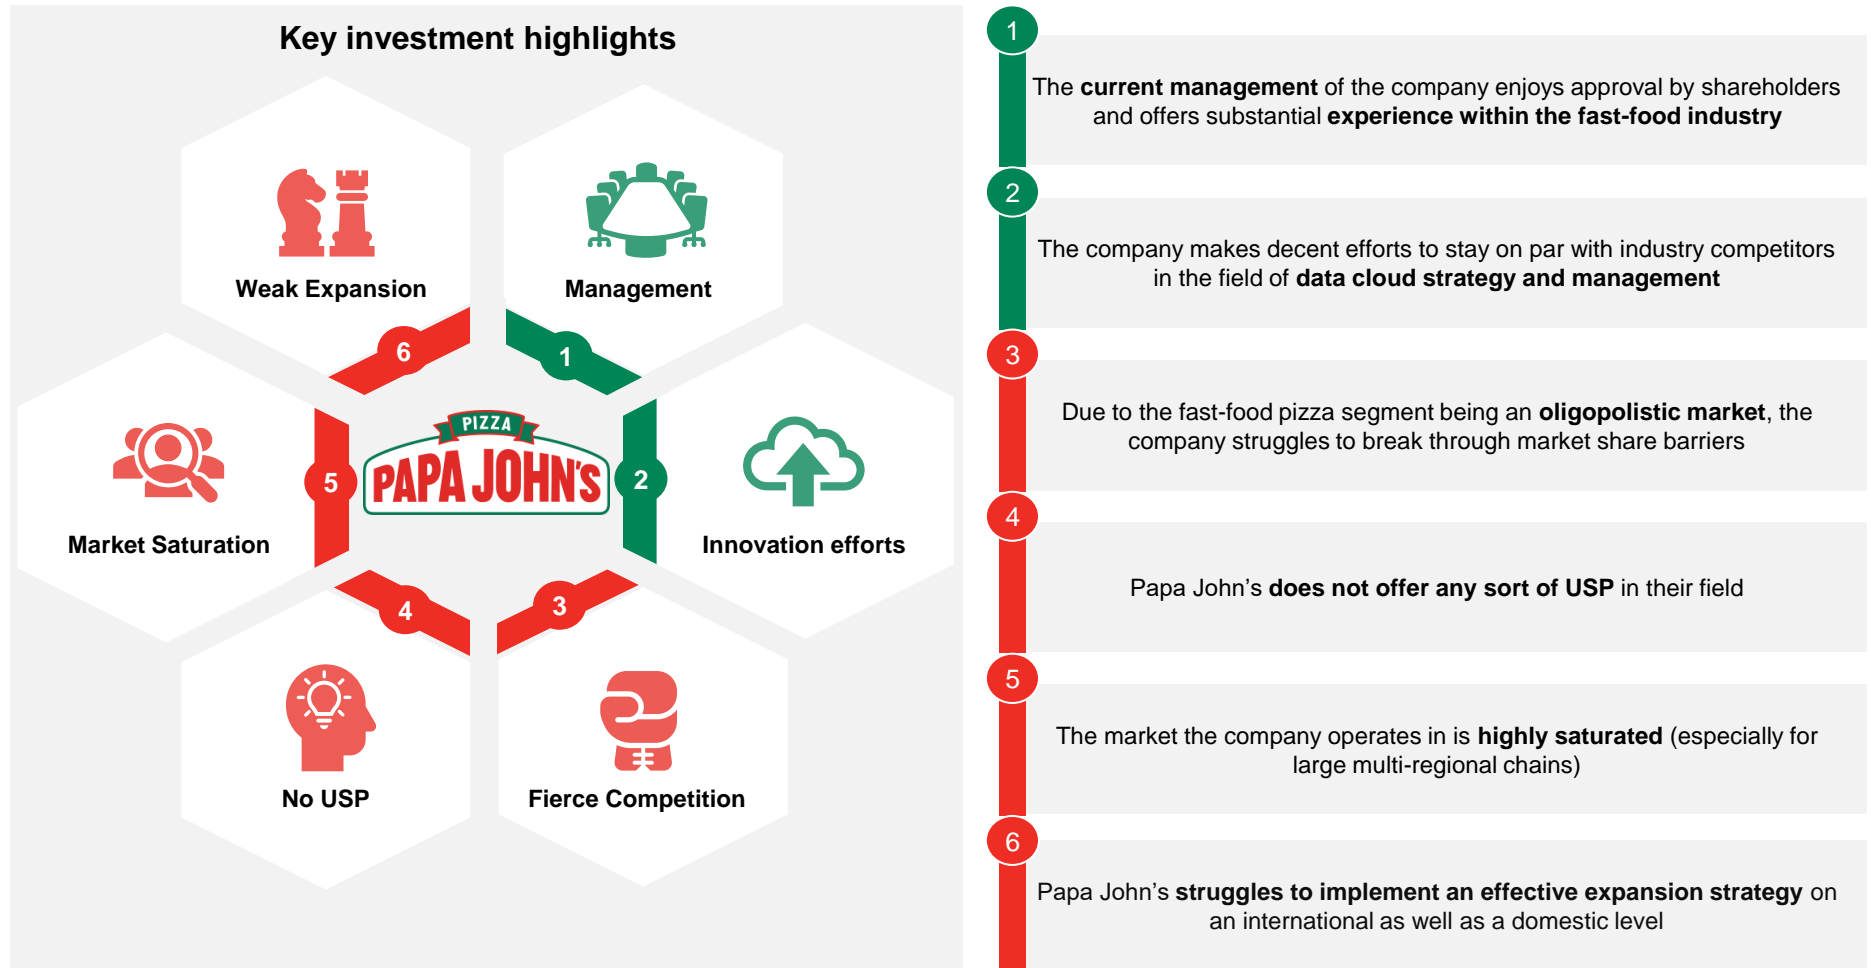 Key investment highlights
Weak Expansion
Management
6
1
PIZZA
PAPA JOHN'S
5
2
Market Saturation
Innovation efforts
4
3
No USP
Fierce Competition
1
The current management of the company enjoys approval by shareholders
and offers substantial experience within the fast-food industry
2
The company makes decent efforts to stay on par with industry competitors
in the field of data cloud strategy and management
3
Due to the fast-food pizza segment being an oligopolistic market, the
company struggles to break through market share barriers
4
Papa John’s does not offer any sort of USP in their field
5
The market the company operates in is highly saturated (especially for
large multi-regional chains)
6
Papa John’s struggles to implement an effective expansion strategy on
an international as well as a domestic level